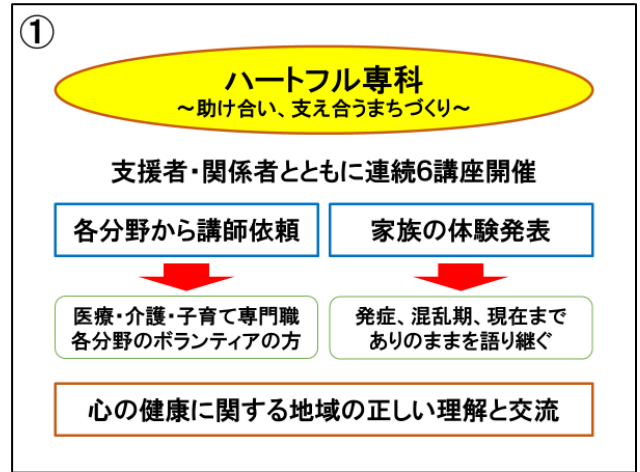 ①
ハートフル専科
～助け合い、支え合うまちづくり～
支援者・関係者とともに連続6講座開催
各分野から講師依頼
家族の体験発表
医療・介護・子育て専門職
各分野のボランティアの方
発症、混乱期、現在まで
ありのままを語り継ぐ
心の健康に関する地域の正しい理解と交流